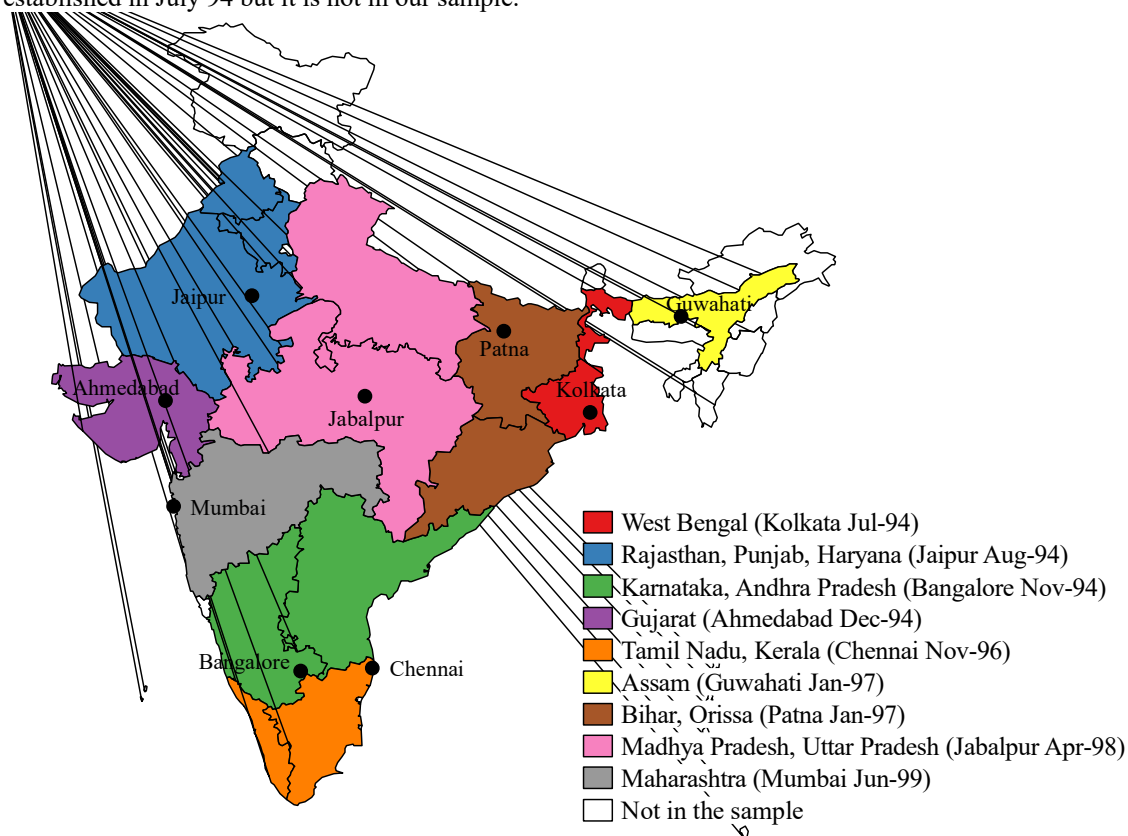 established in July 94 but it is not in our sample.
Jaipur
Guwahati
Patna
Ahmedabad
Kolkata
Jabalpur
Mumbai
Bangalore
Chennai
West Bengal (Kolkata Jul-94)
Rajasthan, Punjab, Haryana (Jaipur Aug-94)
Karnataka, Andhra Pradesh (Bangalore Nov-94)
Gujarat (Ahmedabad Dec-94)
Tamil Nadu, Kerala (Chennai Nov-96)
Assam (Guwahati Jan-97)
Bihar, Orissa (Patna Jan-97)
Madhya Pradesh, Uttar Pradesh (Jabalpur Apr-98)
Maharashtra (Mumbai Jun-99)
Not in the sample